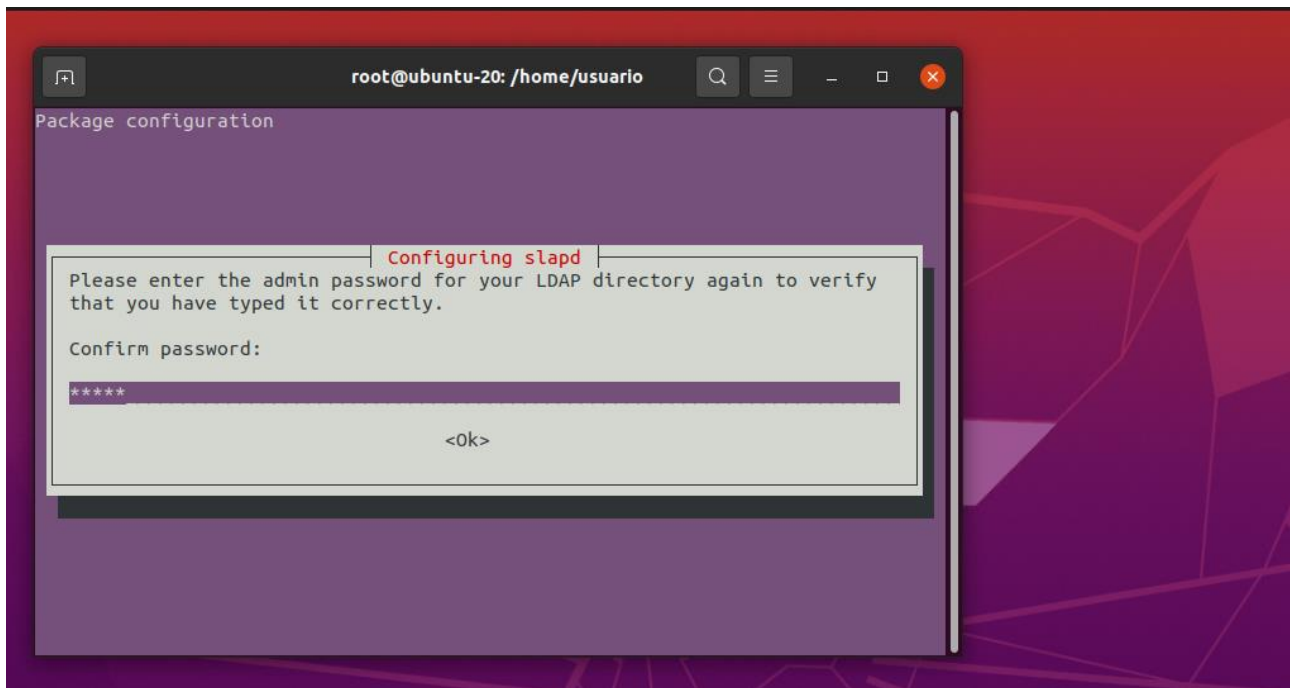 root@ubuntu-20: /home/usuario
Package configuration
Configuring slapd
Please enter the admin password for your LDAP directory again to verify
that you have typed it correctly.
Confirm password:
*****
<Ok>